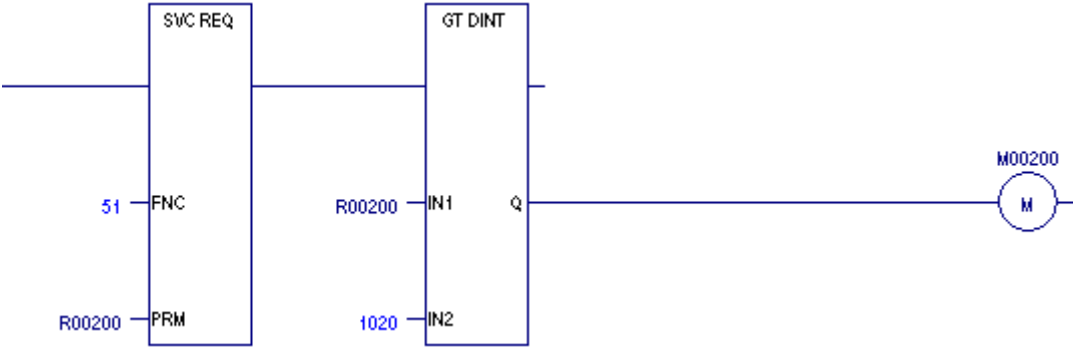 SVC REQ
GT DINT
M00200
M
51 FNC
R00200 IN1 Q
R00200 PRM
1020 IN2